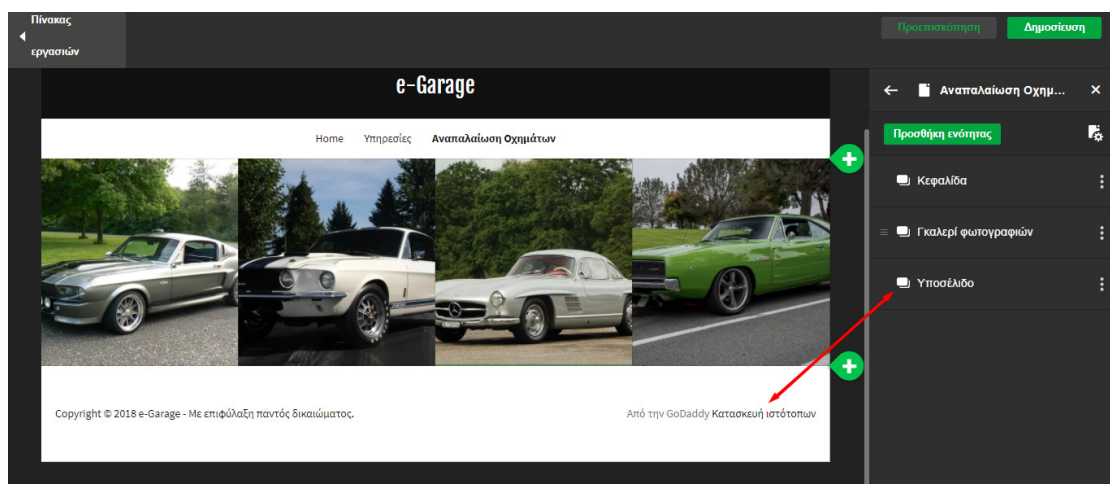 Πίνακας
εργασιών
Προεπισκόπηση
Δημοσίευση
e-Garage
Αναπαλαίωση Οχημ...
Home Υπηρεσίες Αναπαλαίωση Οχημάτων
Προσθήκη ενότητας
Κεφαλίδα
Γκαλερί φωτογραφιών
Υποσέλιδο
Copyright © 2018 e-Garage - Με επιφύλαξη παντός δικαιώματος.
Από την GoDaddy Κατασκευή ιστότοπων